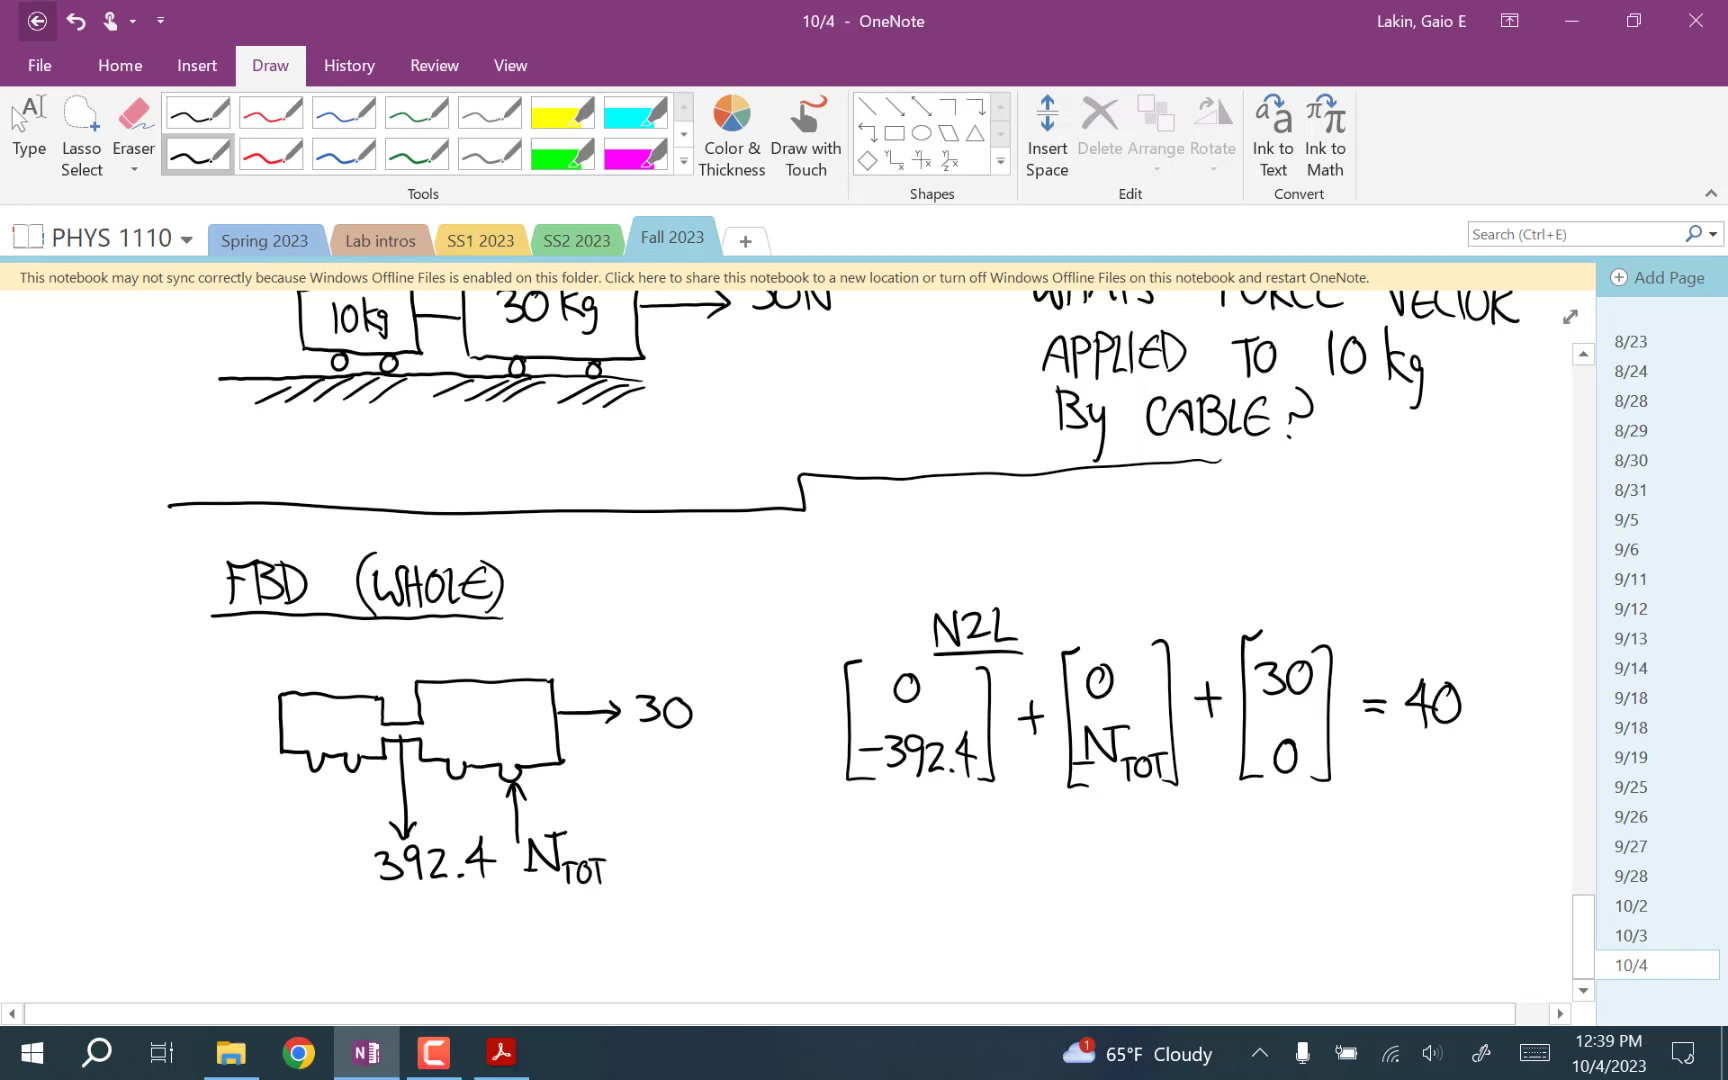 10/4 - OneNote
Lakin, Gaio E
File Home Insert Draw History Review View
Type
Lasso Select
Eraser
Color & Thickness
Draw with Touch
Insert Space
Delete
Arrange
Rotate
Ink to Text
Ink to Math
Tools
Shapes
Edit
Convert
PHYS 1110
Spring 2023
Lab intros
SS1 2023
SS2 2023
Fall 2023
Search (Ctrl+E)
This notebook may not sync correctly because Windows Offline Files is enabled on this folder. Click here to share this notebook to a new location or turn off Windows Offline Files on this notebook and restart OneNote.
Add Page
10kg
30 kg
30N
WHATS FORCE VECTOR
APPLIED TO 10 kg
By CABLE?
FBD (WHOLE)
30
392.4 N_TOT
N2L
[0 -392.4] + [0 N_TOT] + [30 0] = 40
8/23
8/24
8/28
8/29
8/30
8/31
9/5
9/6
9/11
9/12
9/13
9/14
9/18
9/18
9/19
9/25
9/26
9/27
9/28
10/2
10/3
10/4
1
65°F Cloudy
12:39 PM
10/4/2023